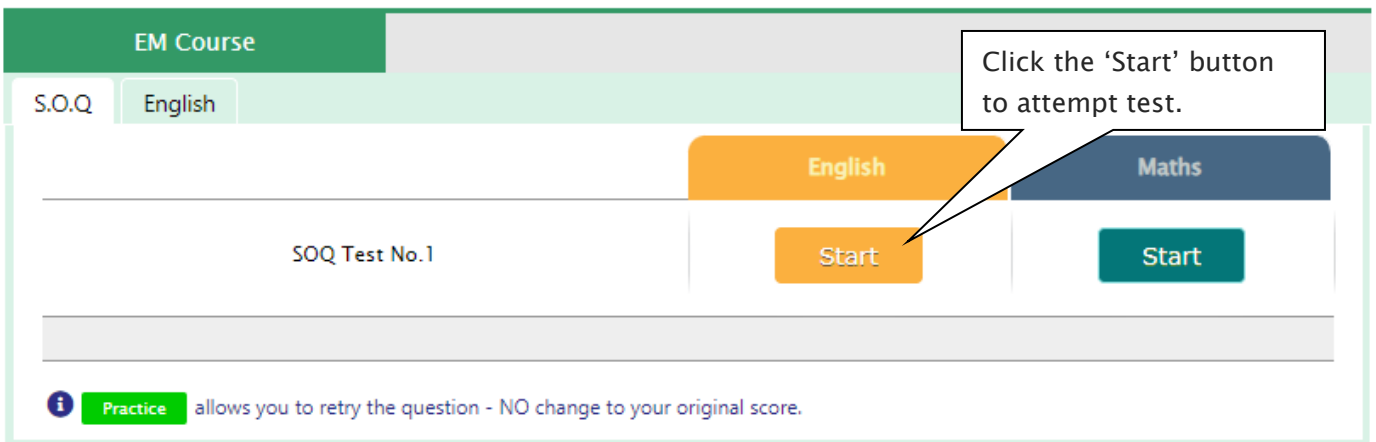 EM Course
Click the ‘Start’ button
to attempt test.
S.O.Q English
English Maths
SOQ Test No.1 Start Start
Practice allows you to retry the question - NO change to your original score.